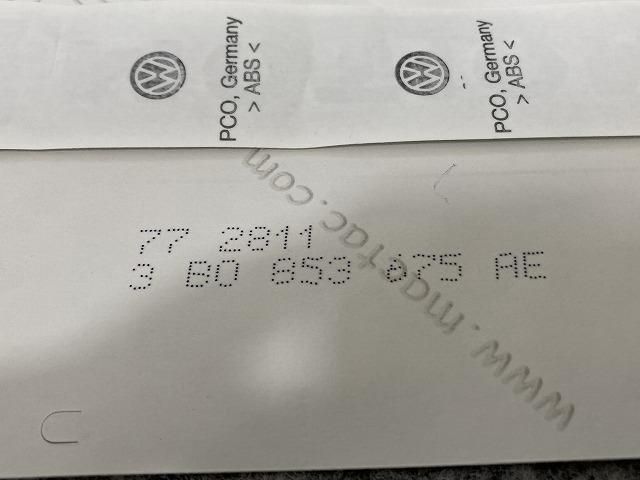 PCO, Germany
> ABS <
PCO, Germany
> ABS <
77 2811
3 B0 853 675 AE
www.maetac.com